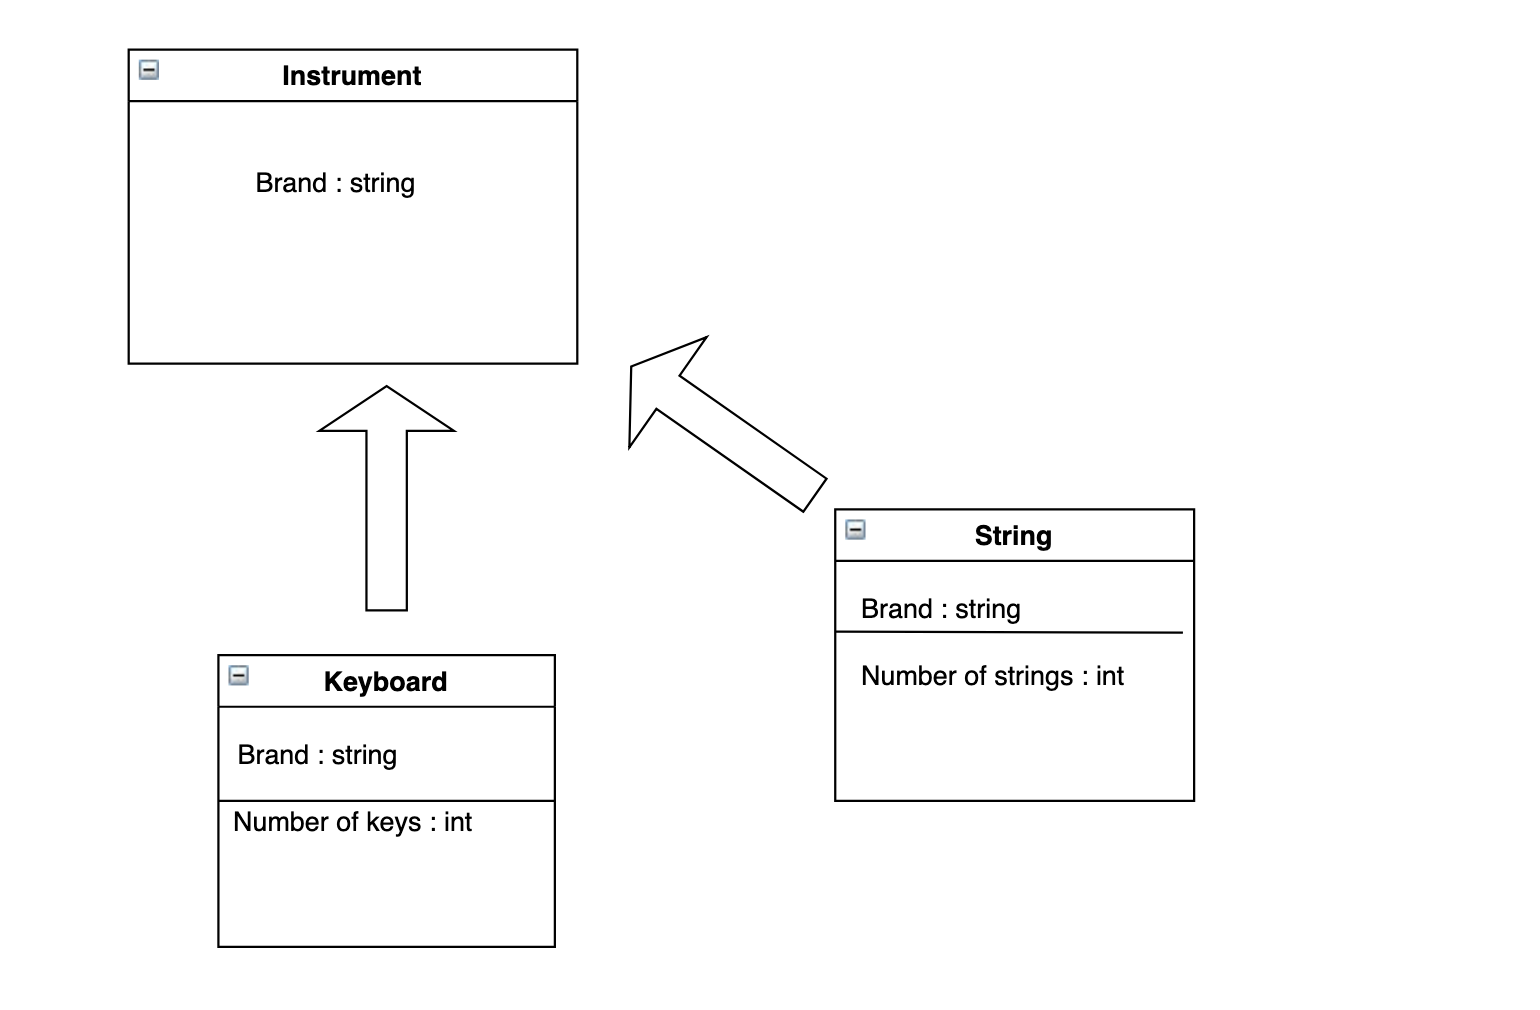 Instrument
Brand : string
String
Brand : string
Number of strings : int
Keyboard
Brand : string
Number of keys : int